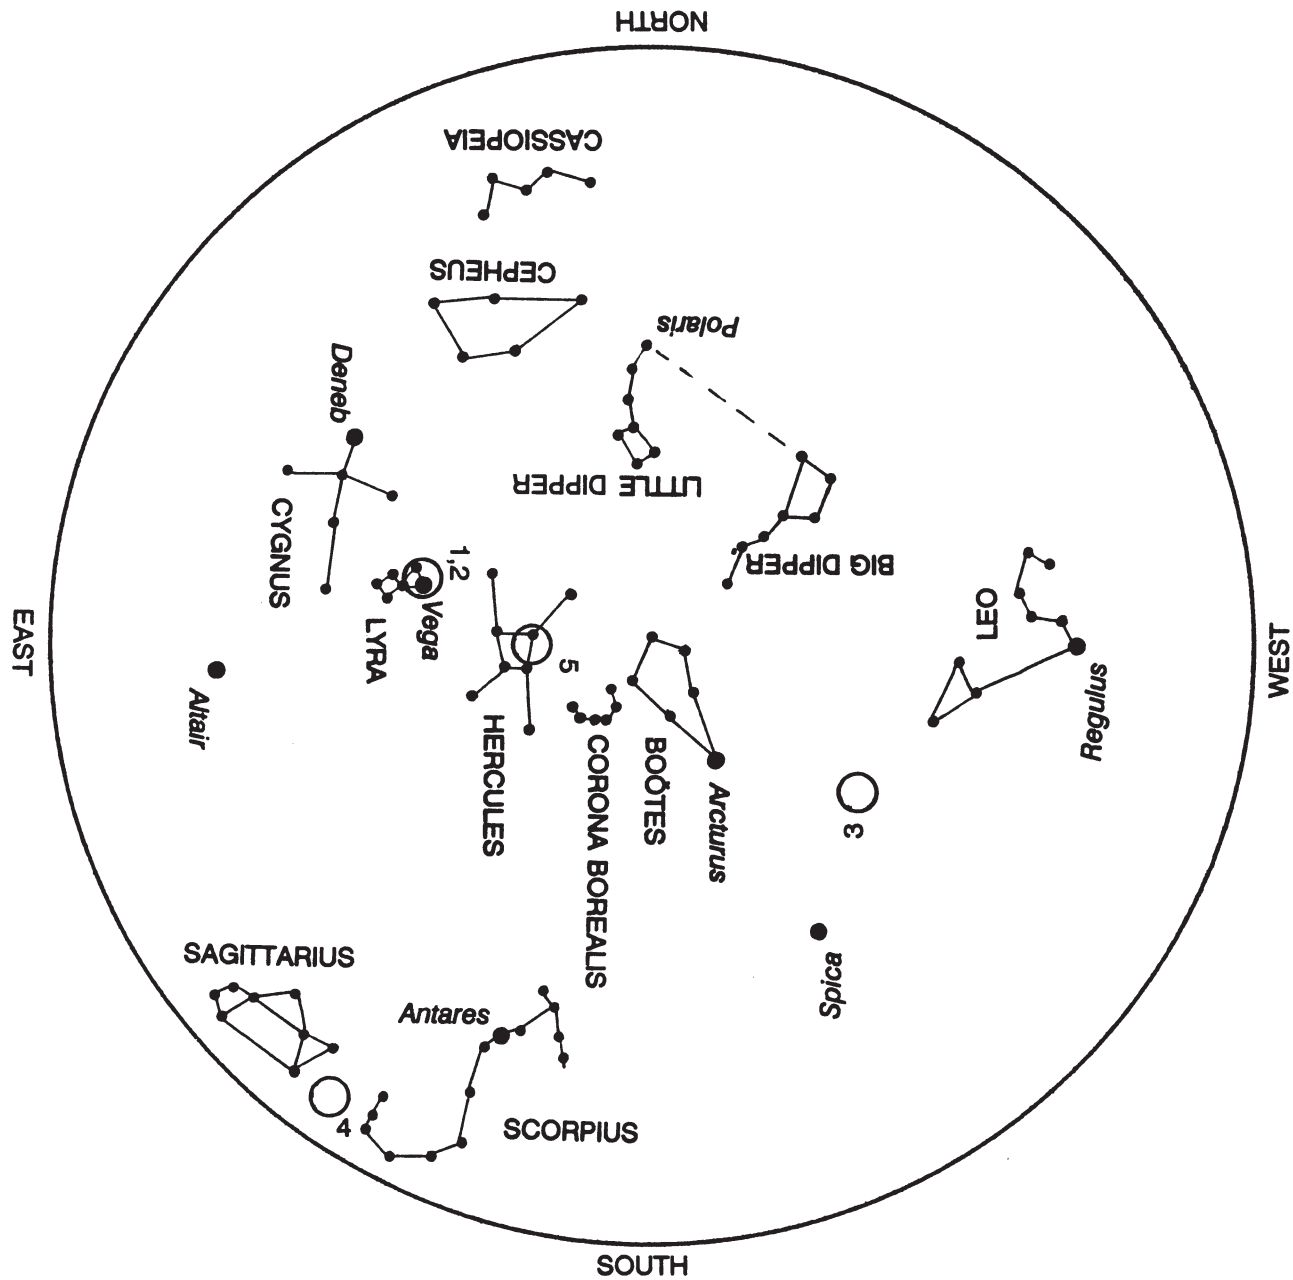 NORTH
CASSIOPEIA
CEPHEUS
Polaris
Deneb
LITTLE DIPPER
CYGNUS
1,2
BIG DIPPER
Vega
LYRA
LEO
EAST
WEST
5
Altair
Regulus
HERCULES
CORONA BOREALIS
BOÖTES
Arcturus
3
SAGITTARIUS
Spica
Antares
4
SCORPIUS
SOUTH